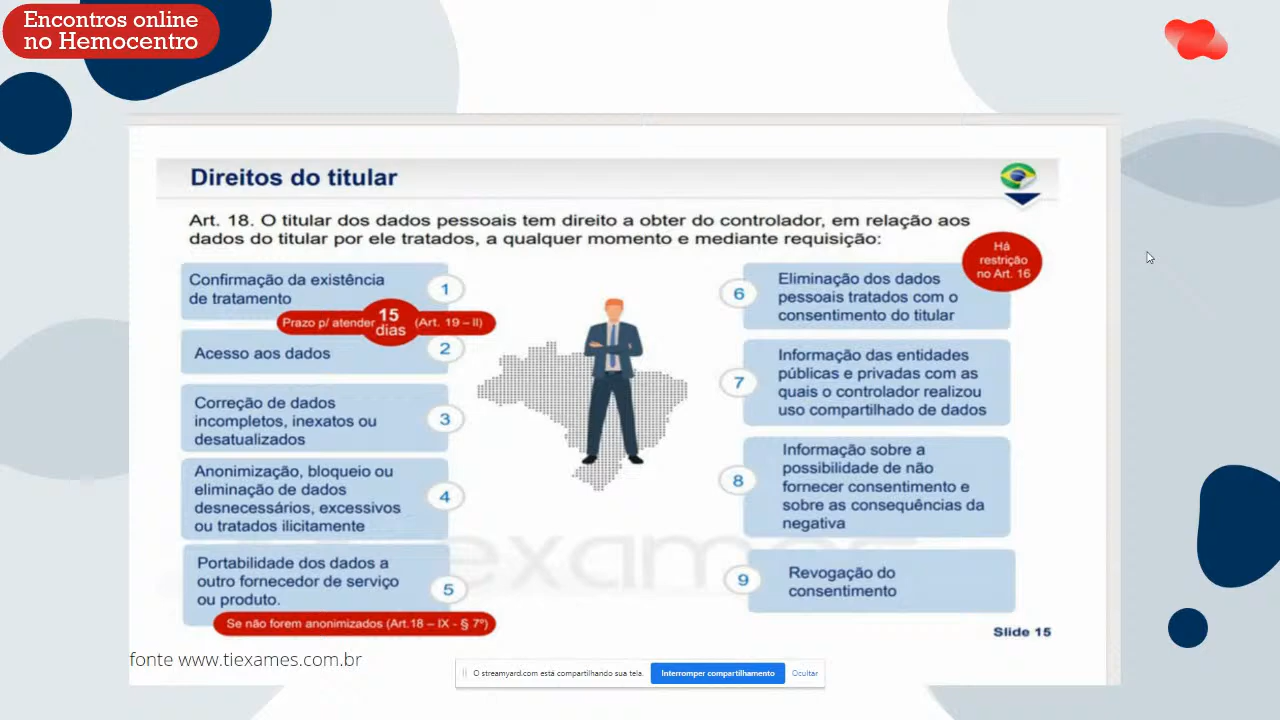 Encontros online
no Hemocentro
Direitos do titular
Art. 18. O titular dos dados pessoais tem direito a obter do controlador, em relação aos
dados do titular por ele tratados, a qualquer momento e mediante requisição:
Há
restrição
no Art. 16
Confirmação da existência
de tratamento
1
Prazo p/ atender 15 dias (Art. 19 – II)
Acesso aos dados
2
Correção de dados
incompletos, inexatos ou
desatualizados
3
Anonimização, bloqueio ou
eliminação de dados
desnecessários, excessivos
ou tratados ilicitamente
4
Portabilidade dos dados a
outro fornecedor de serviço
ou produto.
5
Se não forem anonimizados (Art.18 – IX - § 7º)
6
Eliminação dos dados
pessoais tratados com o
consentimento do titular
7
Informação das entidades
públicas e privadas com as
quais o controlador realizou
uso compartilhado de dados
8
Informação sobre a
possibilidade de não
fornecer consentimento e
sobre as consequências da
negativa
9
Revogação do
consentimento
tiexames
Slide 15
fonte www.tiexames.com.br
O streamyard.com está compartilhando sua tela.
Interromper compartilhamento
Ocultar